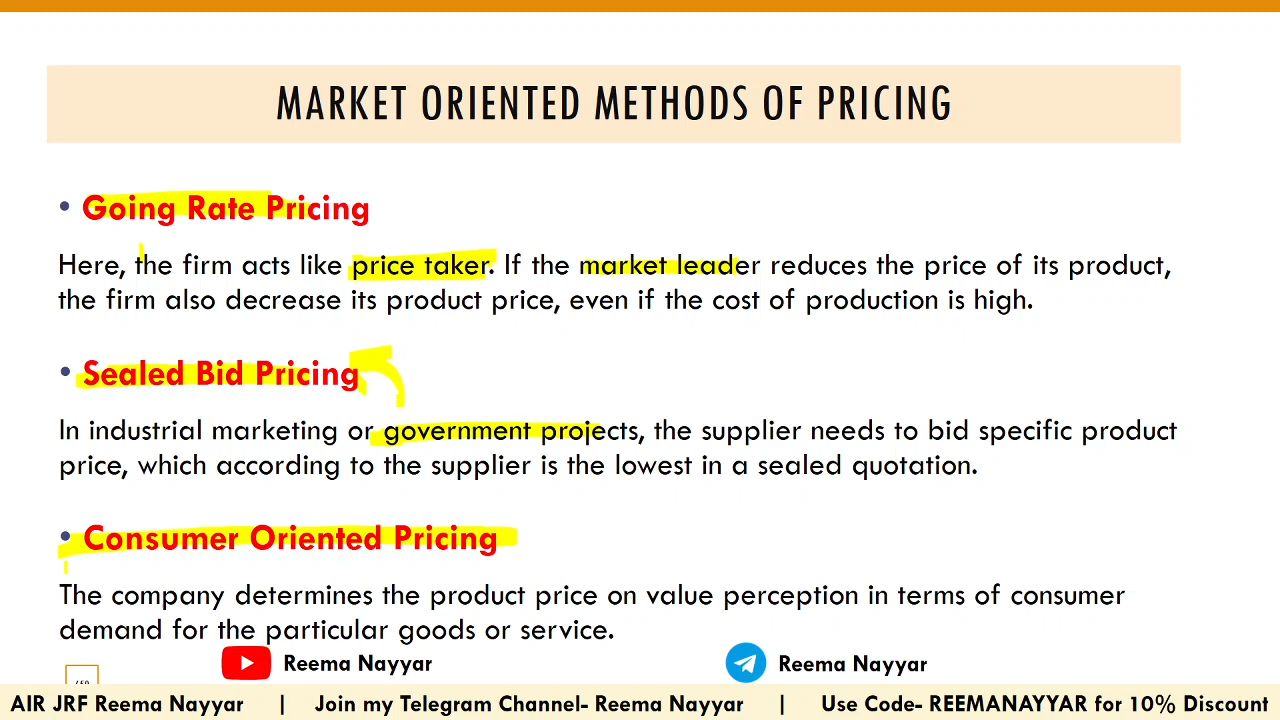 MARKET ORIENTED METHODS OF PRICING
• Going Rate Pricing
Here, the firm acts like price taker. If the market leader reduces the price of its product,
the firm also decrease its product price, even if the cost of production is high.
• Sealed Bid Pricing
In industrial marketing or government projects, the supplier needs to bid specific product
price, which according to the supplier is the lowest in a sealed quotation.
• Consumer Oriented Pricing
The company determines the product price on value perception in terms of consumer
demand for the particular goods or service.
Reema Nayyar Reema Nayyar
AIR JRF Reema Nayyar | Join my Telegram Channel- Reema Nayyar | Use Code- REEMANAYYAR for 10% Discount